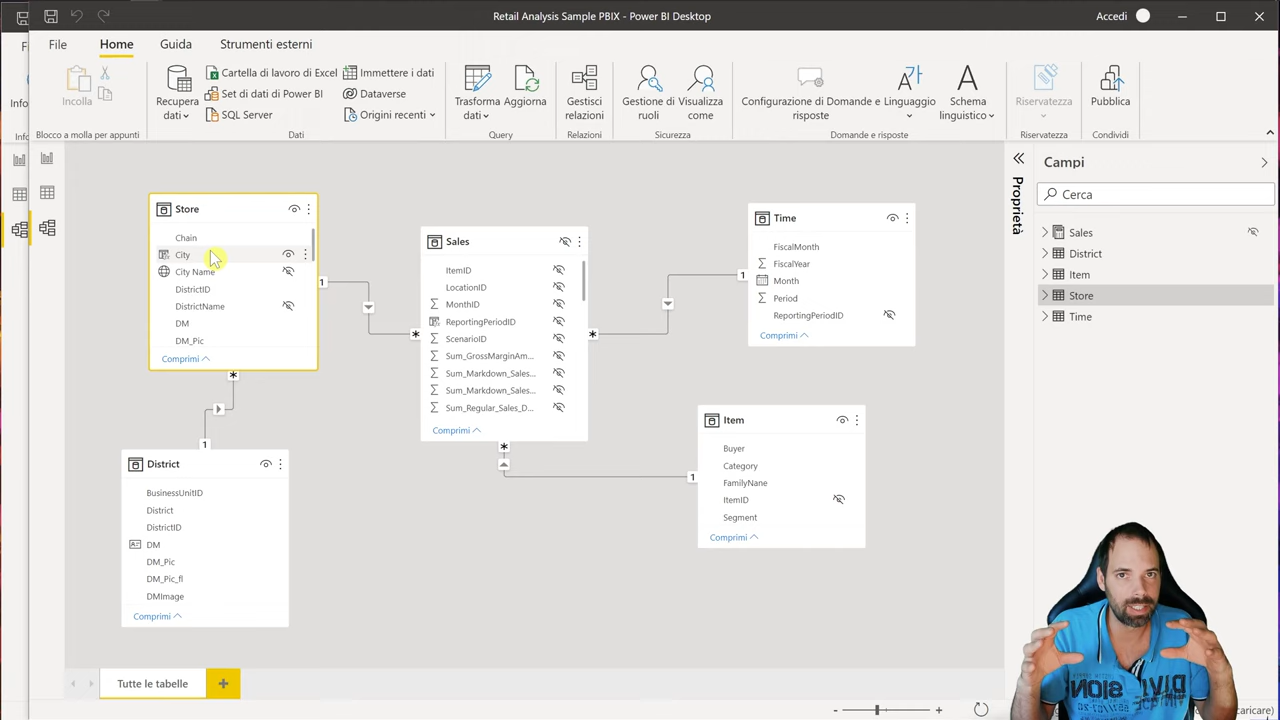 Retail Analysis Sample PBIX - Power BI Desktop
Accedi
File
Home
Guida
Strumenti esterni
Incolla
Blocco a molla per appunti
Recupera dati
Cartella di lavoro di Excel
Set di dati di Power BI
SQL Server
Immettere i dati
Dataverse
Origini recenti
Dati
Trasforma dati
Aggiorna
Query
Gestisci relazioni
Relazioni
Gestione di ruoli
Visualizza come
Sicurezza
Configurazione di Domande e risposte
Linguaggio
Schema linguistico
Domande e risposte
Riservatezza
Riservatezza
Pubblica
Condividi
Store
Chain
City
City Name
DistrictID
DistrictName
DM
DM_Pic
Comprimi
1
*
*
1
District
BusinessUnitID
District
DistrictID
DM
DM_Pic
DM_Pic_fl
DMImage
Comprimi
Sales
ItemID
LocationID
MonthID
ReportingPeriodID
ScenarioID
Sum_GrossMarginAm...
Sum_Markdown_Sales...
Sum_Markdown_Sales...
Sum_Regular_Sales_D...
Comprimi
*
1
*
1
Time
FiscalMonth
FiscalYear
Month
Period
ReportingPeriodID
Comprimi
Item
Buyer
Category
FamilyNane
ItemID
Segment
Comprimi
Proprietà
Campi
Cerca
Sales
District
Item
Store
Time
Tutte le tabelle